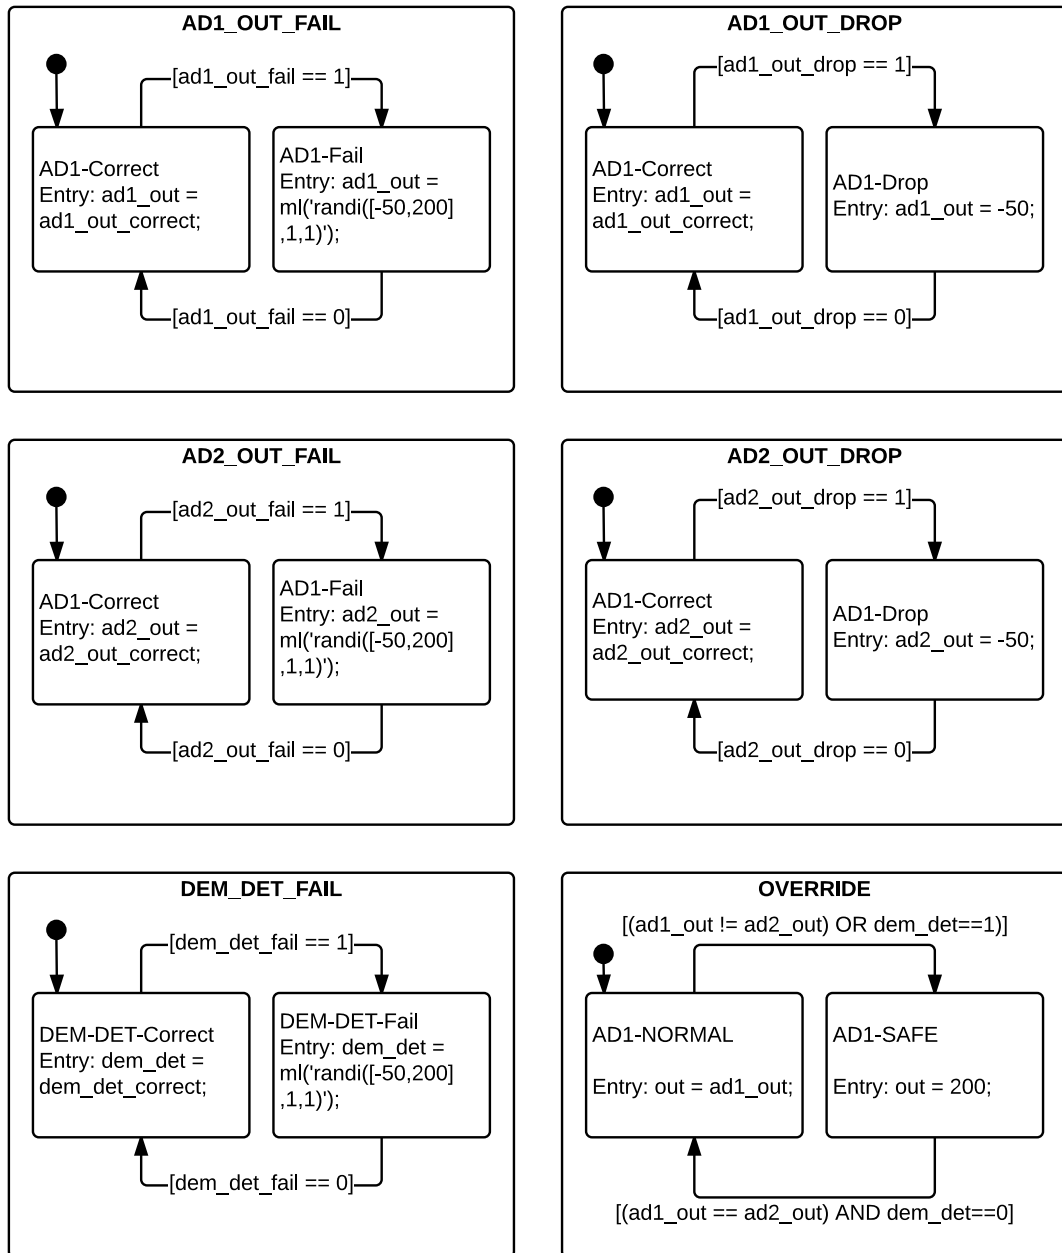 AD1_OUT_FAIL
[ad1_out_fail == 1]
AD1-Correct
Entry: ad1_out =
ad1_out_correct;
AD1-Fail
Entry: ad1_out =
ml('randi([-50,200]
,1,1)');
[ad1_out_fail == 0]
AD1_OUT_DROP
[ad1_out_drop == 1]
AD1-Correct
Entry: ad1_out =
ad1_out_correct;
AD1-Drop
Entry: ad1_out = -50;
[ad1_out_drop == 0]
AD2_OUT_FAIL
[ad2_out_fail == 1]
AD1-Correct
Entry: ad2_out =
ad2_out_correct;
AD1-Fail
Entry: ad2_out =
ml('randi([-50,200]
,1,1)');
[ad2_out_fail == 0]
AD2_OUT_DROP
[ad2_out_drop == 1]
AD1-Correct
Entry: ad2_out =
ad2_out_correct;
AD1-Drop
Entry: ad2_out = -50;
[ad2_out_drop == 0]
DEM_DET_FAIL
[dem_det_fail == 1]
DEM-DET-Correct
Entry: dem_det =
dem_det_correct;
DEM-DET-Fail
Entry: dem_det =
ml('randi([-50,200]
,1,1)');
[dem_det_fail == 0]
OVERRIDE
[(ad1_out != ad2_out) OR dem_det==1)]
AD1-NORMAL
Entry: out = ad1_out;
AD1-SAFE
Entry: out = 200;
[(ad1_out == ad2_out) AND dem_det==0]